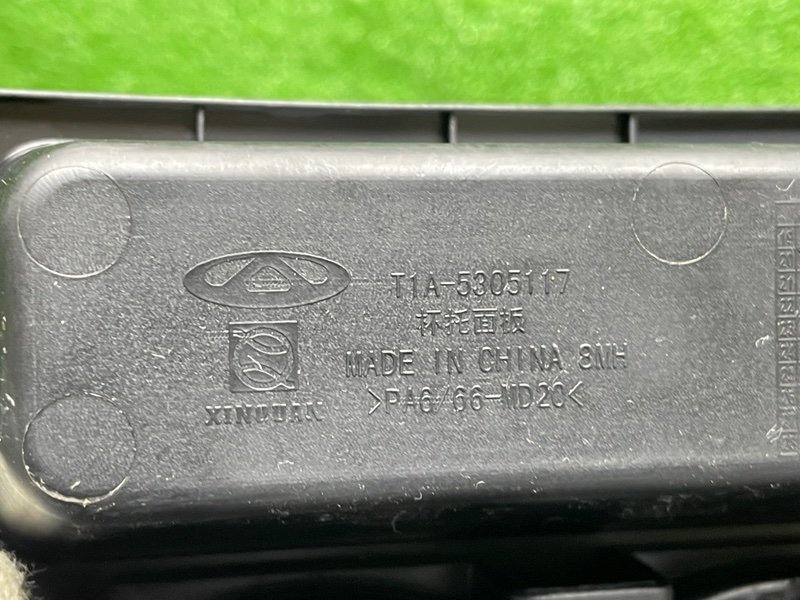 T1A-5305117
杯托面板
MADE IN CHINA 8MH
XINQUAN
>PA6/66-MD20<